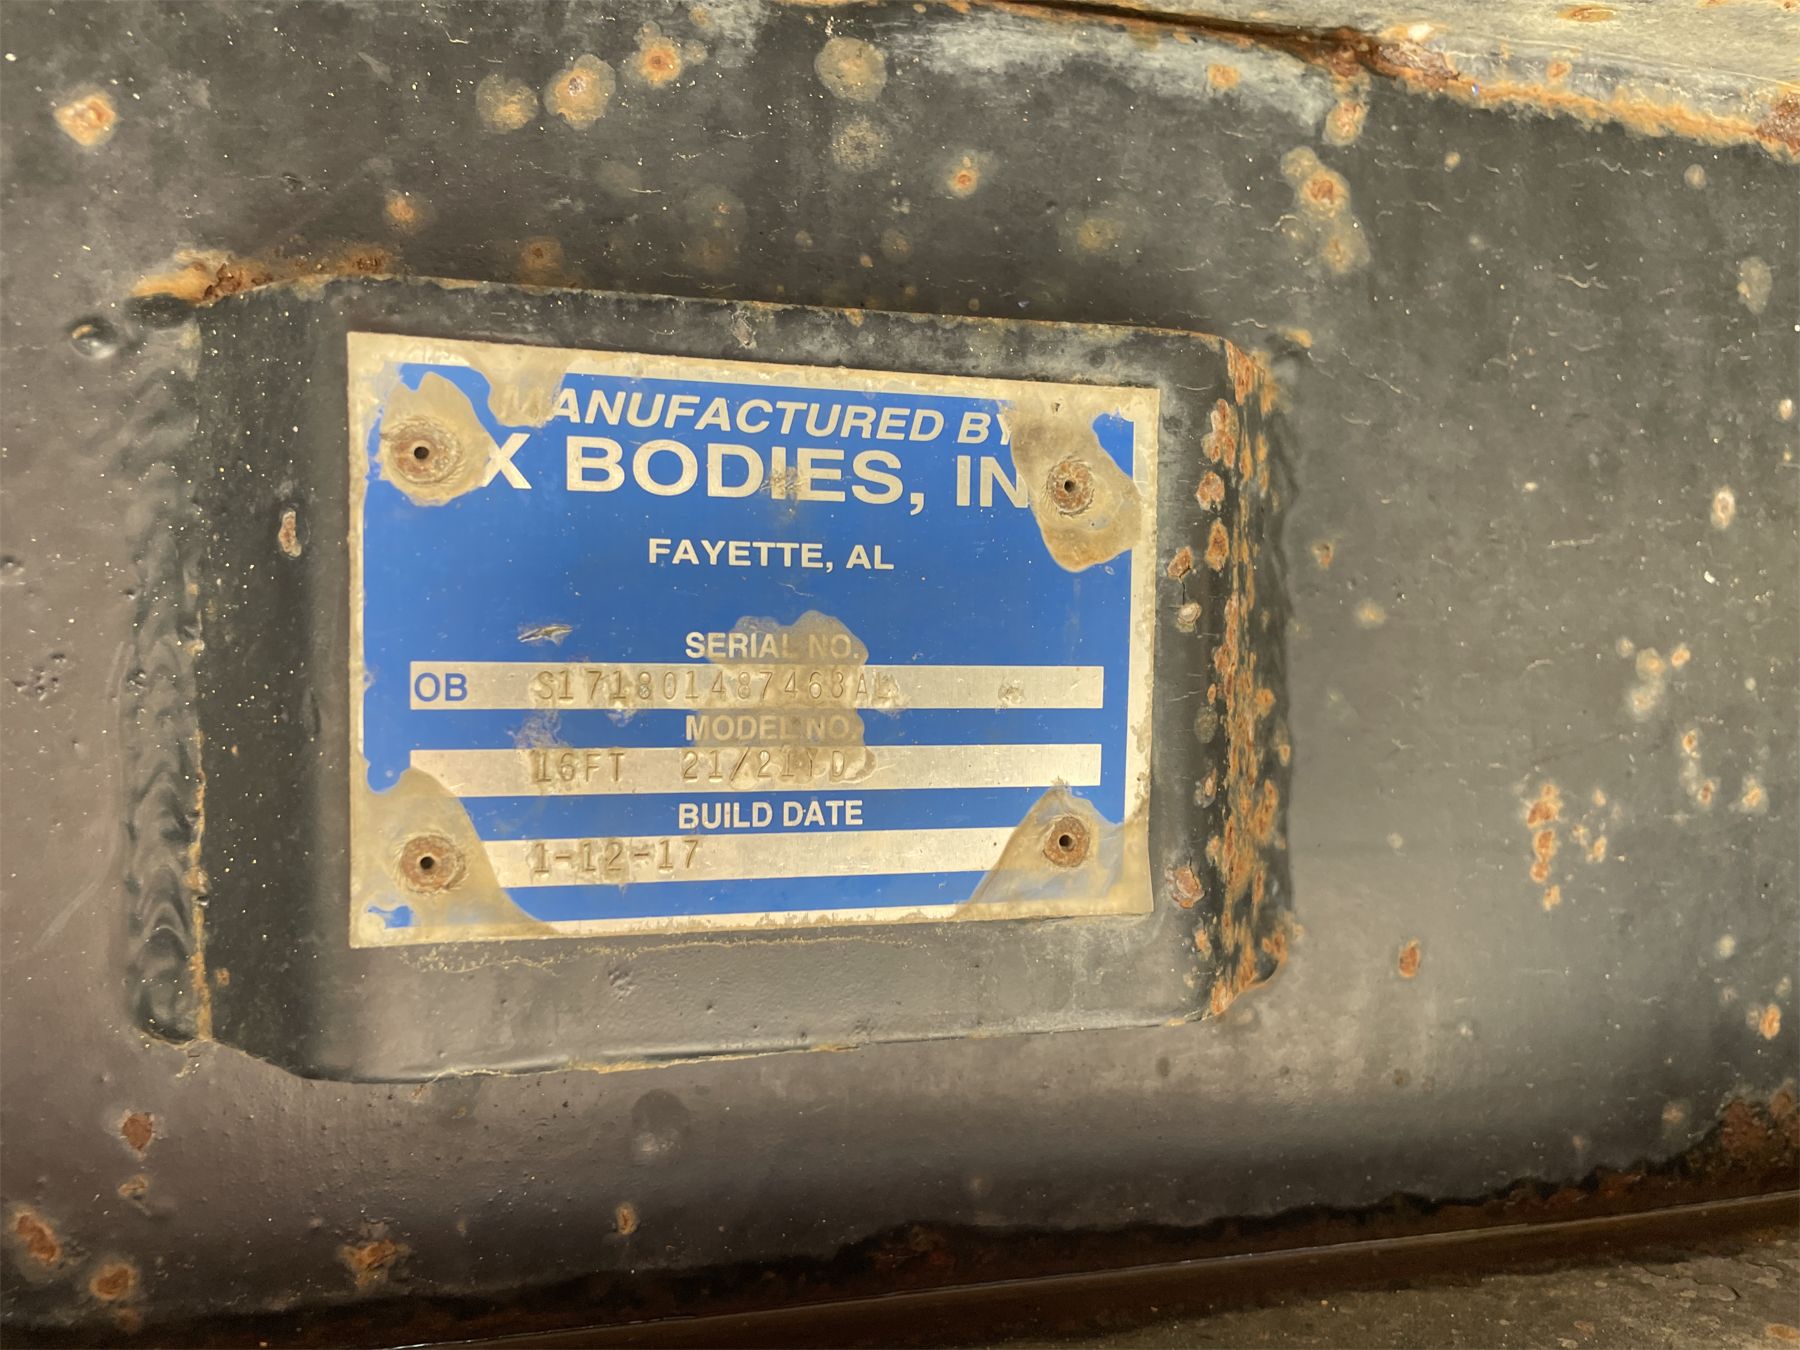 MANUFACTURED BY
X BODIES, IN
FAYETTE, AL
SERIAL NO.
OB S171801487463AL
MODEL NO.
16FT 21/21YD
BUILD DATE
1-12-17